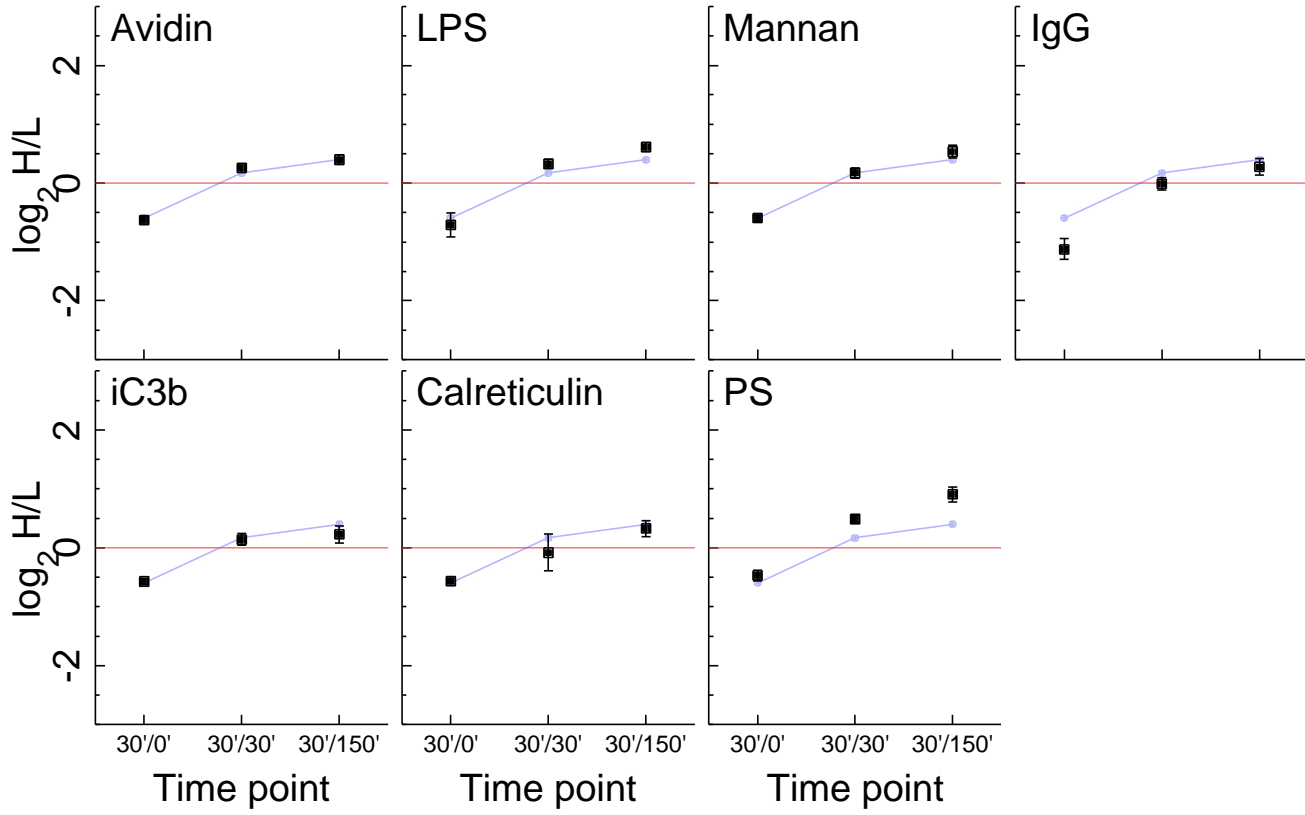 Avidin
LPS
Mannan
IgG
log2 H/L
2
0
-2
iC3b
Calreticulin
PS
log2 H/L
2
0
-2
30'/0' 30'/30' 30'/150'
30'/0' 30'/30' 30'/150'
30'/0' 30'/30' 30'/150'
Time point
Time point
Time point